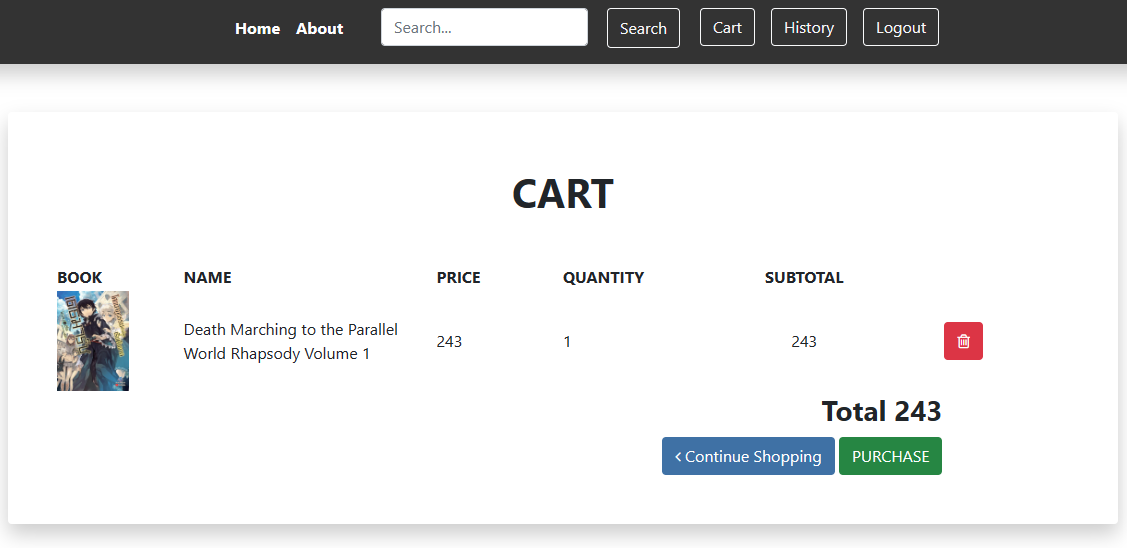 Home About Search... Search Cart History Logout
CART
BOOK NAME PRICE QUANTITY SUBTOTAL
Death Marching to the Parallel
World Rhapsody Volume 1
243 1 243
Total 243
Continue Shopping PURCHASE